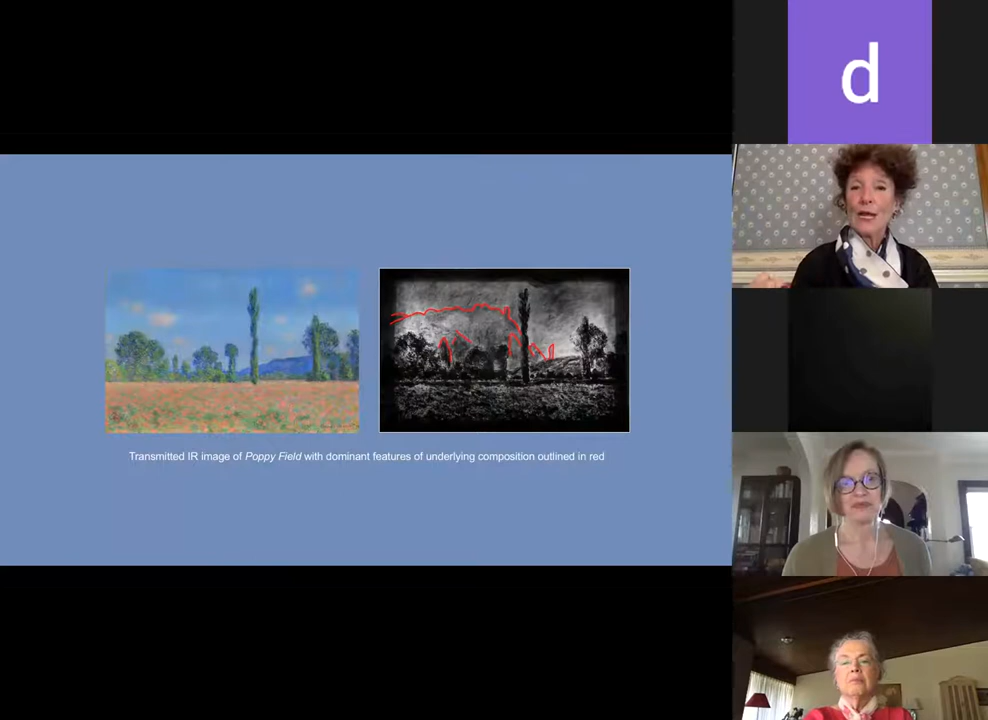 d
Transmitted IR image of Poppy Field with dominant features of underlying composition outlined in red